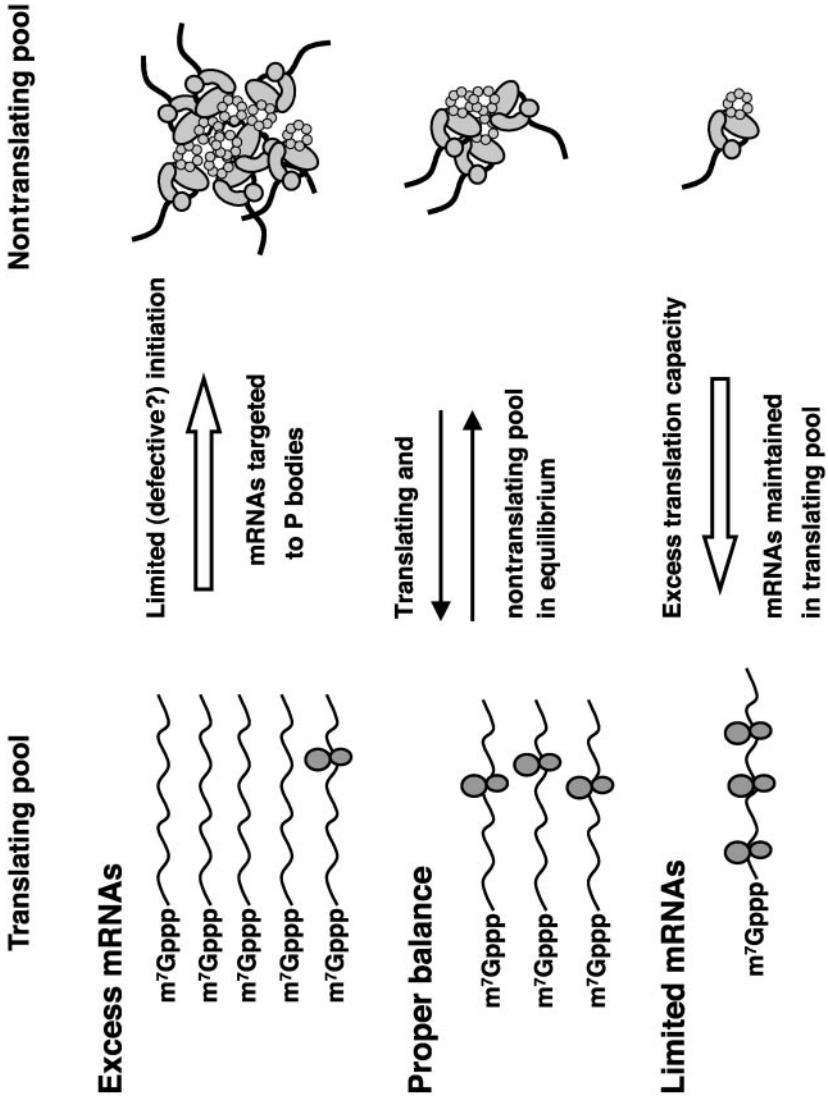 Translating pool
Nontranslating pool
Excess mRNAs
m⁷Gppp
m⁷Gppp
m⁷Gppp
m⁷Gppp
m⁷Gppp
Limited (defective?) initiation
mRNAs targeted
to P bodies
Proper balance
m⁷Gppp
m⁷Gppp
m⁷Gppp
Translating and
nontranslating pool
in equilibrium
Limited mRNAs
m⁷Gppp
Excess translation capacity
mRNAs maintained
in translating pool